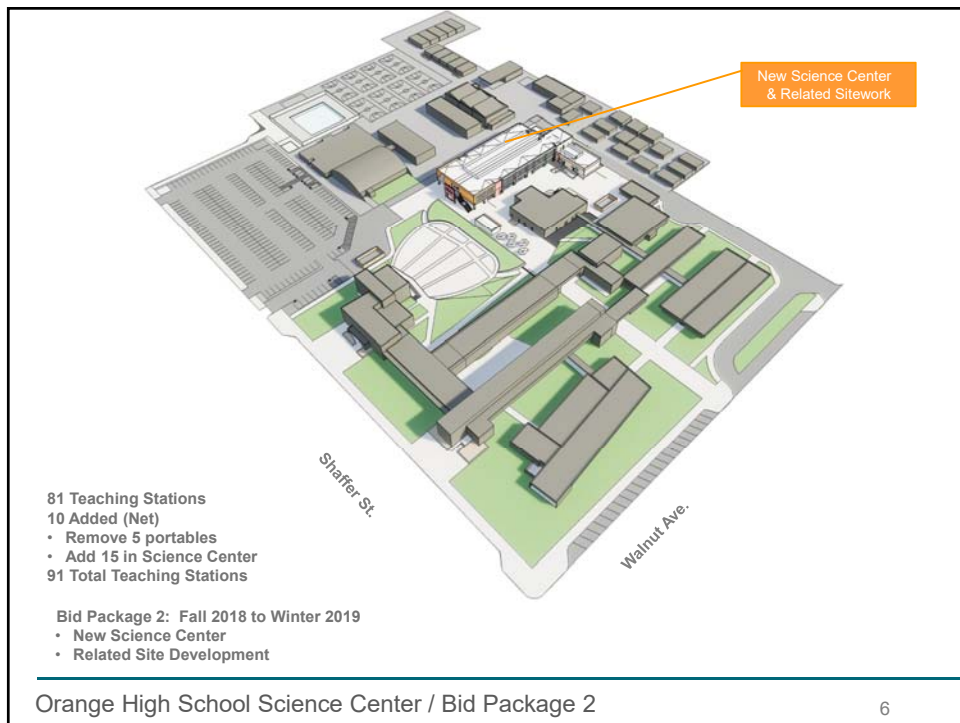 New Science Center
& Related Sitework
Shaffer St.
Walnut Ave.
81 Teaching Stations
10 Added (Net)
• Remove 5 portables
• Add 15 in Science Center
91 Total Teaching Stations
Bid Package 2: Fall 2018 to Winter 2019
• New Science Center
• Related Site Development
Orange High School Science Center / Bid Package 2
6